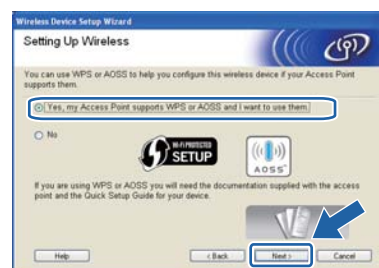 Wireless Device Setup Wizard
Setting Up Wireless
You can use WPS or AOSS to help you configure this wireless device if your Access Point
supports them.
Yes, my Access Point supports WPS or AOSS and I want to use them.
No
WI-FI PROTECTED
SETUP
AOSS
If you are using WPS or AOSS you will need the documentation supplied with the access
point and the Quick Setup Guide for your device.
Help
< Back
Next >
Cancel